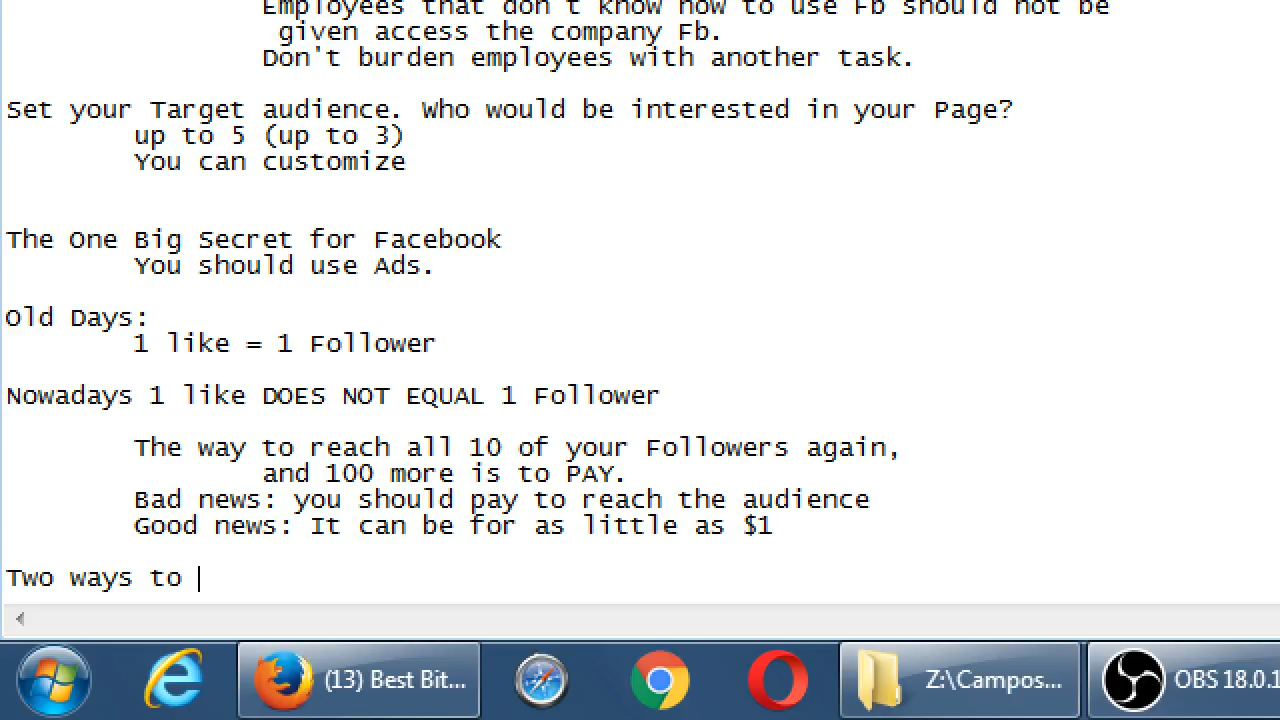 Employees that don't know how to use Fb should not be
given access the company Fb.
Don't burden employees with another task.
Set your Target audience. Who would be interested in your Page?
up to 5 (up to 3)
You can customize
The One Big Secret for Facebook
You should use Ads.
Old Days:
1 like = 1 Follower
Nowadays 1 like DOES NOT EQUAL 1 Follower
The way to reach all 10 of your Followers again,
and 100 more is to PAY.
Bad news: you should pay to reach the audience
Good news: It can be for as little as $1
Two ways to
(13) Best Bit...
Z:\Campos...
OBS 18.0.1